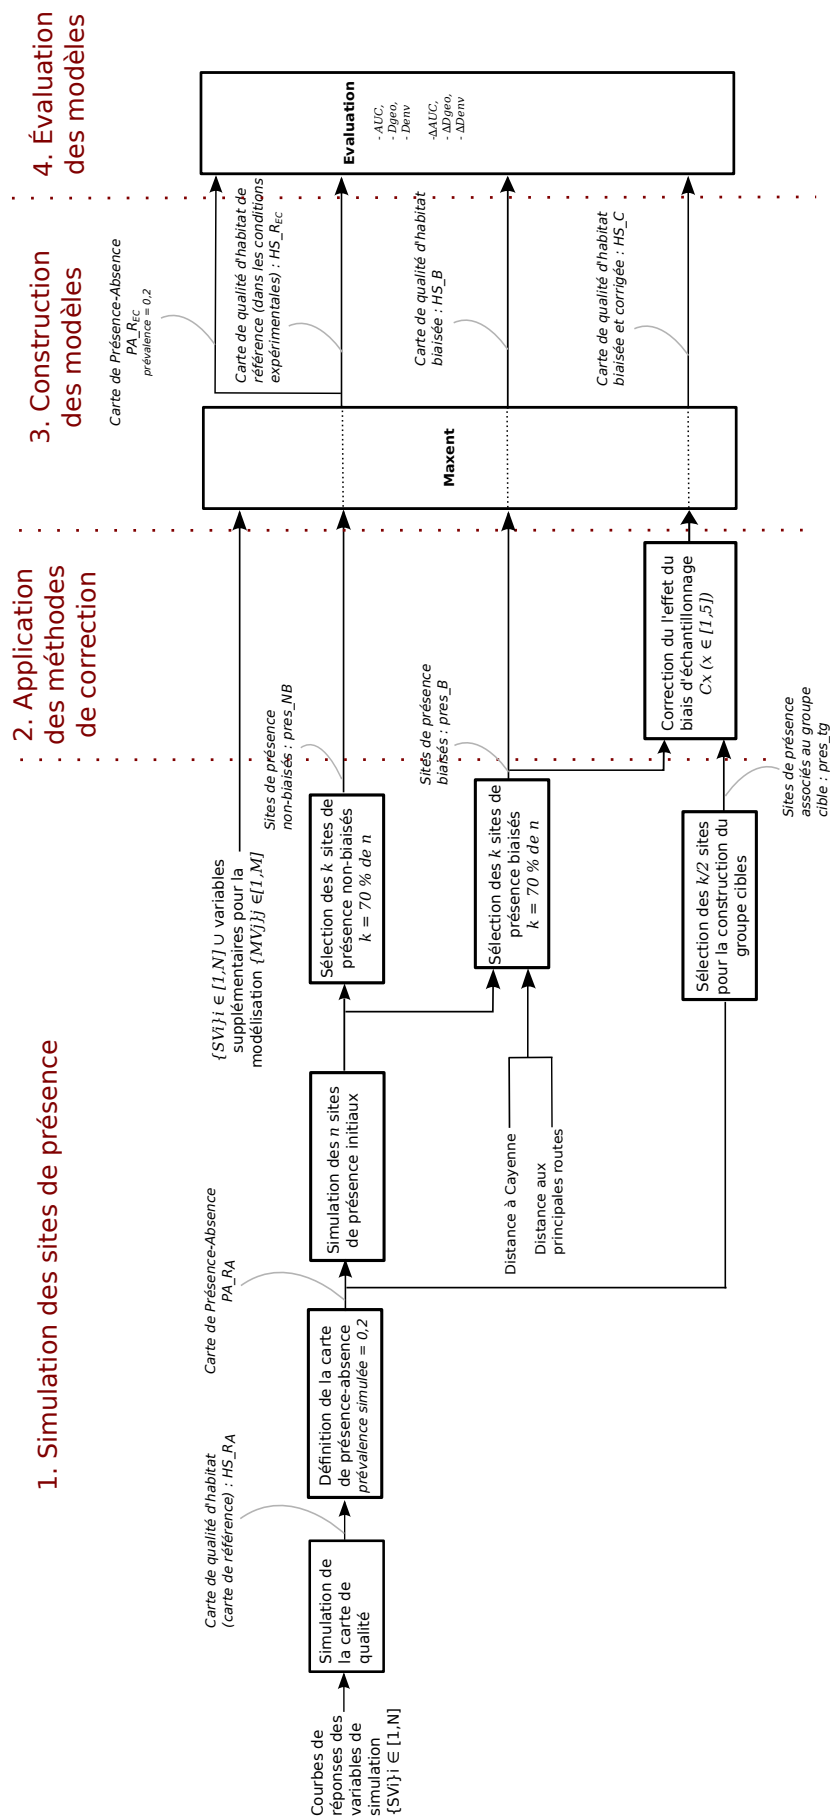 1. Simulation des sites de présence
2. Application
des méthodes
de correction
3. Construction
des modèles
4. Évaluation
des modèles
Courbes de
réponses des
variables de
simulation
{SVi}i ∈ [1,N]
Simulation de
la carte de
qualité
Carte de qualité d'habitat
(carte de référence) : HS_RA
Définition de la carte
de présence-absence
prévalence simulée = 0,2
Carte de Présence-Absence
PA_RA
Simulation des n sites
de présence initiaux
Distance à Cayenne
Distance aux
principales routes
{SVi}i ∈ [1,N] ∪ variables
supplémentaires pour la
modélisation {MVj}j ∈[1,M]
Sélection des k sites de
présence non-biaisés
k = 70 % de n
Sélection des k sites de
présence biaisés
k = 70 % de n
Sélection des k/2 sites
pour la construction du
groupe cibles
Sites de présence
non-biaisés : pres_NB
Sites de présence
biaisés : pres_B
Sites de présence
associés au groupe
cible : pres_tg
Correction du l'effet du
biais d'échantillonnage
Cx (x ∈ [1,5])
Maxent
Carte de Présence-Absence
PA_REC
prévalence = 0,2
Carte de qualité d'habitat de
référence (dans les conditions
expérimentales) : HS_REC
Carte de qualité d'habitat
biaisée : HS_B
Carte de qualité d'habitat
biaisée et corrigée : HS_C
Evaluation
- AUC,
- Dgeo,
- Denv
-ΔAUC,
- ΔDgeo,
- ΔDenv